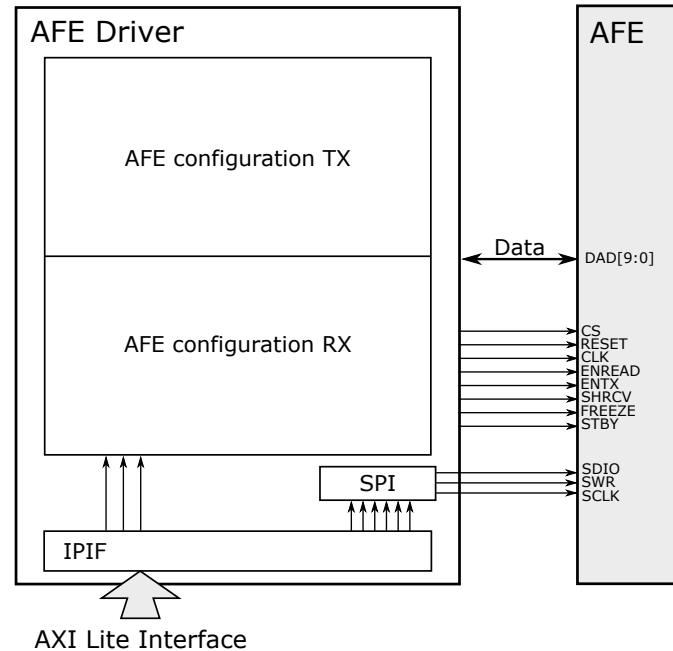 AFE Driver
AFE
AFE configuration TX
Data
DAD[9:0]
AFE configuration RX
CS
RESET
CLK
ENREAD
ENTX
SHRCV
FREEZE
STBY
SPI
SDIO
SWR
SCLK
IPIF
AXI Lite Interface